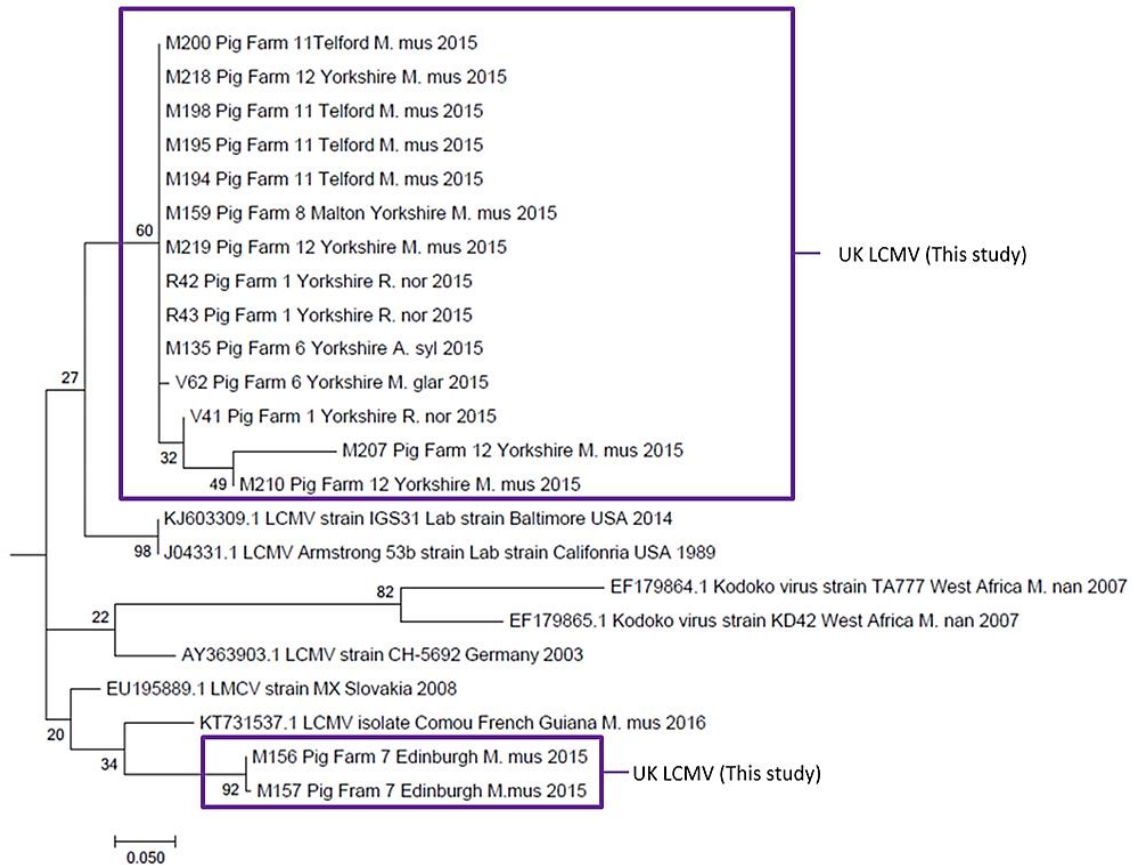 M200 Pig Farm 11Telford M. mus 2015
M218 Pig Farm 12 Yorkshire M. mus 2015
M198 Pig Farm 11 Telford M. mus 2015
M195 Pig Farm 11 Telford M. mus 2015
M194 Pig Farm 11 Telford M. mus 2015
M159 Pig Farm 8 Malton Yorkshire M. mus 2015
60
M219 Pig Farm 12 Yorkshire M. mus 2015
UK LCMV (This study)
R42 Pig Farm 1 Yorkshire R. nor 2015
R43 Pig Farm 1 Yorkshire R. nor 2015
M135 Pig Farm 6 Yorkshire A. syl 2015
27
V62 Pig Farm 6 Yorkshire M. glar 2015
V41 Pig Farm 1 Yorkshire R. nor 2015
32
M207 Pig Farm 12 Yorkshire M. mus 2015
49
M210 Pig Farm 12 Yorkshire M. mus 2015
KJ603309.1 LCMV strain IGS31 Lab strain Baltimore USA 2014
98
J04331.1 LCMV Armstrong 53b strain Lab strain Califonria USA 1989
82
EF179864.1 Kodoko virus strain TA777 West Africa M. nan 2007
22
EF179865.1 Kodoko virus strain KD42 West Africa M. nan 2007
AY363903.1 LCMV strain CH-5692 Germany 2003
EU195889.1 LMCV strain MX Slovakia 2008
20
KT731537.1 LCMV isolate Comou French Guiana M. mus 2016
34
M156 Pig Farm 7 Edinburgh M. mus 2015
UK LCMV (This study)
92
M157 Pig Fram 7 Edinburgh M.mus 2015
0.050